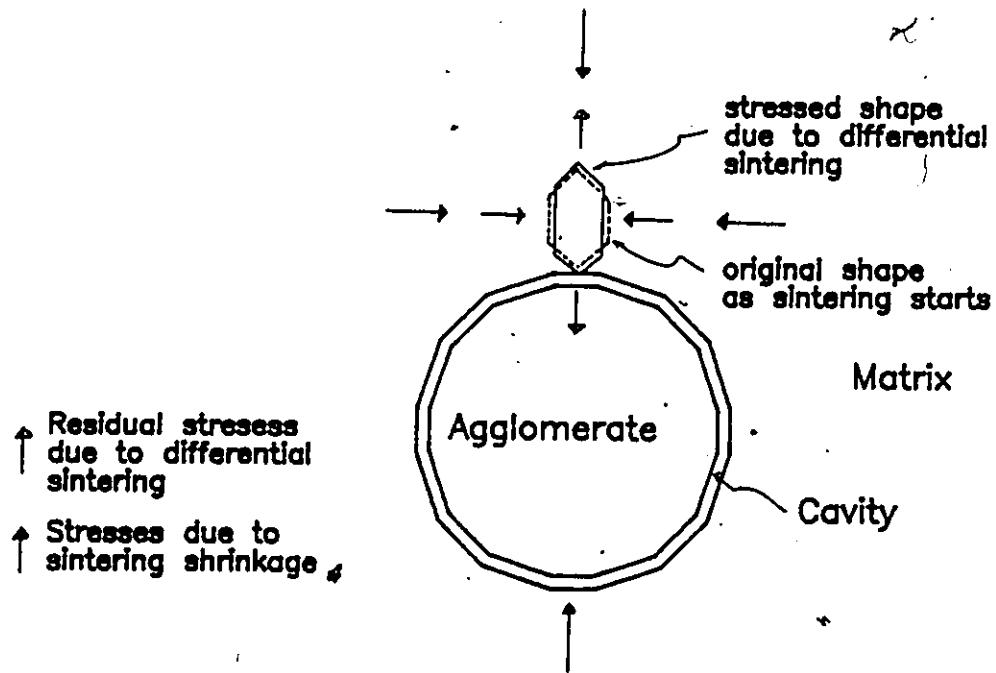 stressed shape
due to differential
sintering
original shape
as sintering starts
Matrix
Agglomerate
Cavity
Residual stresess
due to differential
sintering
Stresses due to
sintering shrinkage